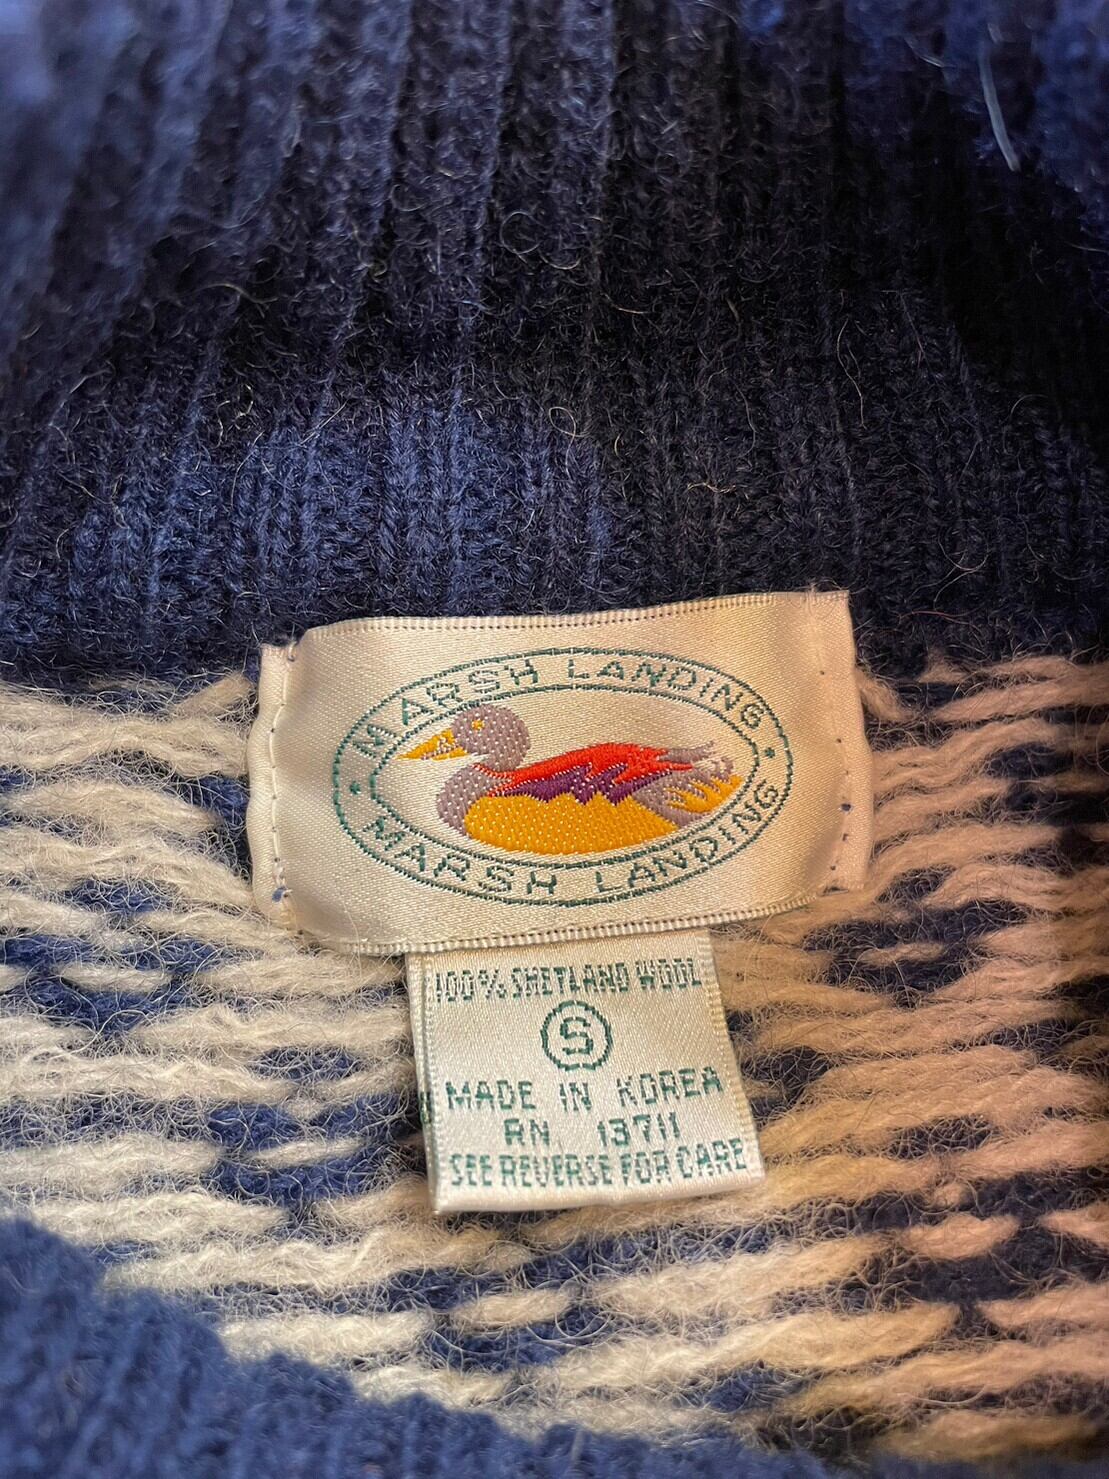 MARSH LANDING
MARSH LANDING
100% SHETLAND WOOL
S
MADE IN KOREA
RN 13711
SEE REVERSE FOR CARE